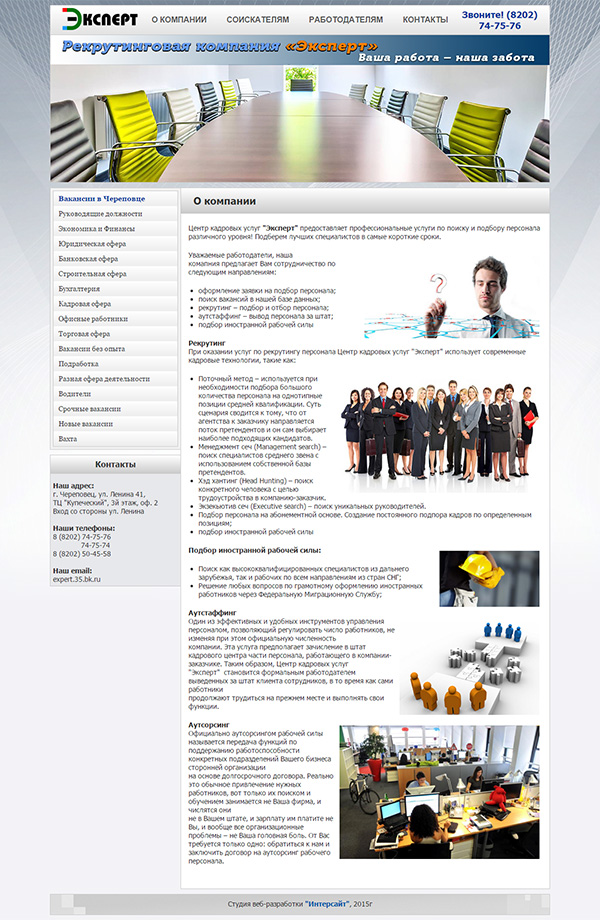 Эксперт
О КОМПАНИИ
СОИСКАТЕЛЯМ
РАБОТОДАТЕЛЯМ
КОНТАКТЫ
Звоните! (8202)
74-75-76
Рекрутинговая компания «Эксперт»
Ваша работа – наша забота
Вакансии в Череповце
Руководящие должности
Экономика и Финансы
Юридическая сфера
Банковская сфера
Строительная сфера
Бухгалтерия
Кадровая сфера
Офисные работники
Торговая сфера
Вакансии без опыта
Подработка
Разная сфера деятельности
Водители
Срочные вакансии
Новые вакансии
Вахта
Контакты
Наш адрес:
г. Череповец, ул. Ленина 41,
ТЦ "Купеческий", 3й этаж, оф. 2
Вход со стороны ул. Ленина
Наши телефоны:
8 (8202) 74-75-76
74-75-74
8 (8202) 50-45-58
Наш email:
expert.35.bk.ru
О компании
Центр кадровых услуг "Эксперт" предоставляет профессиональные услуги по поиску и подбору персонала
различного уровня! Подберем лучших специалистов в самые короткие сроки.
Уважаемые работодатели, наша
компания предлагает Вам сотрудничество по
следующим направлениям:
• оформление заявки на подбор персонала;
• поиск вакансий в нашей базе данных;
• рекрутинг – подбор и отбор персонала;
• аутстаффинг – вывод персонала за штат;
• подбор иностранной рабочей силы
Рекрутинг
При оказании услуг по рекрутингу персонала Центр кадровых услуг "Эксперт" использует современные
кадровые технологии, такие как:
• Поточный метод – используется при
необходимости подбора большого
количества персонала на однотипные
позиции средней квалификации. Суть
сценария сводится к тому, что от
агентства к заказчику направляется
поток претендентов и он сам выбирает
наиболее подходящих кандидатов.
• Менеджмент сеч (Management search) –
поиск специалистов среднего звена с
использованием собственной базы
претендентов.
• Хэд хантинг (Head Hunting) – поиск
конкретного человека с целью
трудоустройства в компанию-заказчик.
• Экзекьютив сеч (Executive search) – поиск уникальных руководителей.
• Подбор персонала на абонементной основе. Создание постоянного подпора кадров по определенным
позициям;
• подбор иностранной рабочей силы
Подбор иностранной рабочей силы:
• Поиск как высококвалифицированных специалистов из дальнего
зарубежья, так и рабочих по всем направлениям из стран СНГ;
• Решение любых вопросов по грамотному оформлению иностранных
работников через Федеральную Миграционную Службу;
Аутстаффинг
Один из эффективных и удобных инструментов управления
персоналом, позволяющий регулировать число работников, не
изменяя при этом официальную численность
компании. Эта услуга предполагает зачисление в штат
кадрового центра части персонала, работающего в компании-
заказчике. Таким образом, Центр кадровых услуг
"Эксперт" становится формальным работодателем
выведенных за штат клиента сотрудников, в то время как сами
работники
продолжают трудиться на прежнем месте и выполнять свои
функции.
Аутсорсинг
Официально аутсорсингом рабочей силы
называется передача функций по
поддержанию работоспособности
конкретных подразделений Вашего бизнеса
сторонней организации
на основе долгосрочного договора. Реально
это обычное привлечение нужных
работников, вот только их поиском и
обучением занимается не Ваша фирма, и
числятся они
не в Вашем штате, и зарплату им платите не
Вы, и вообще все организационные
проблемы – не Ваша головная боль. От Вас
требуется только одно: обратиться к нам и
заключить договор на аутсорсинг рабочего
персонала.
Студия веб-разработки "Интерсайт", 2015г